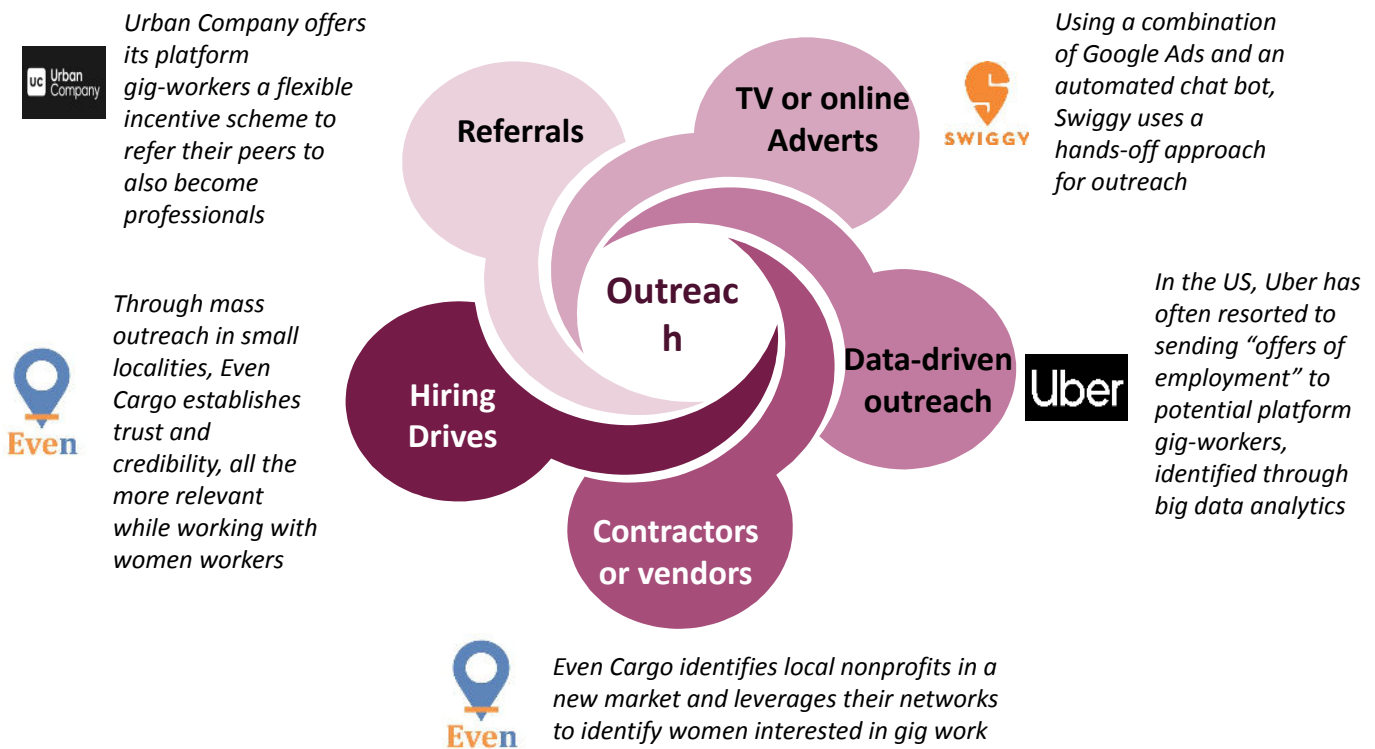 Urban Company offers
its platform
gig-workers a flexible
incentive scheme to
refer their peers to
also become
professionals
uc Urban
Company
Referrals
TV or online
Adverts
SWIGGY
Using a combination
of Google Ads and an
automated chat bot,
Swiggy uses a
hands-off approach
for outreach
Outreac
h
Through mass
outreach in small
localities, Even
Cargo establishes
trust and
credibility, all the
more relevant
while working with
women workers
Even
Hiring
Drives
Data-driven
outreach
Uber
In the US, Uber has
often resorted to
sending “offers of
employment” to
potential platform
gig-workers,
identified through
big data analytics
Contractors
or vendors
Even
Even Cargo identifies local nonprofits in a
new market and leverages their networks
to identify women interested in gig work